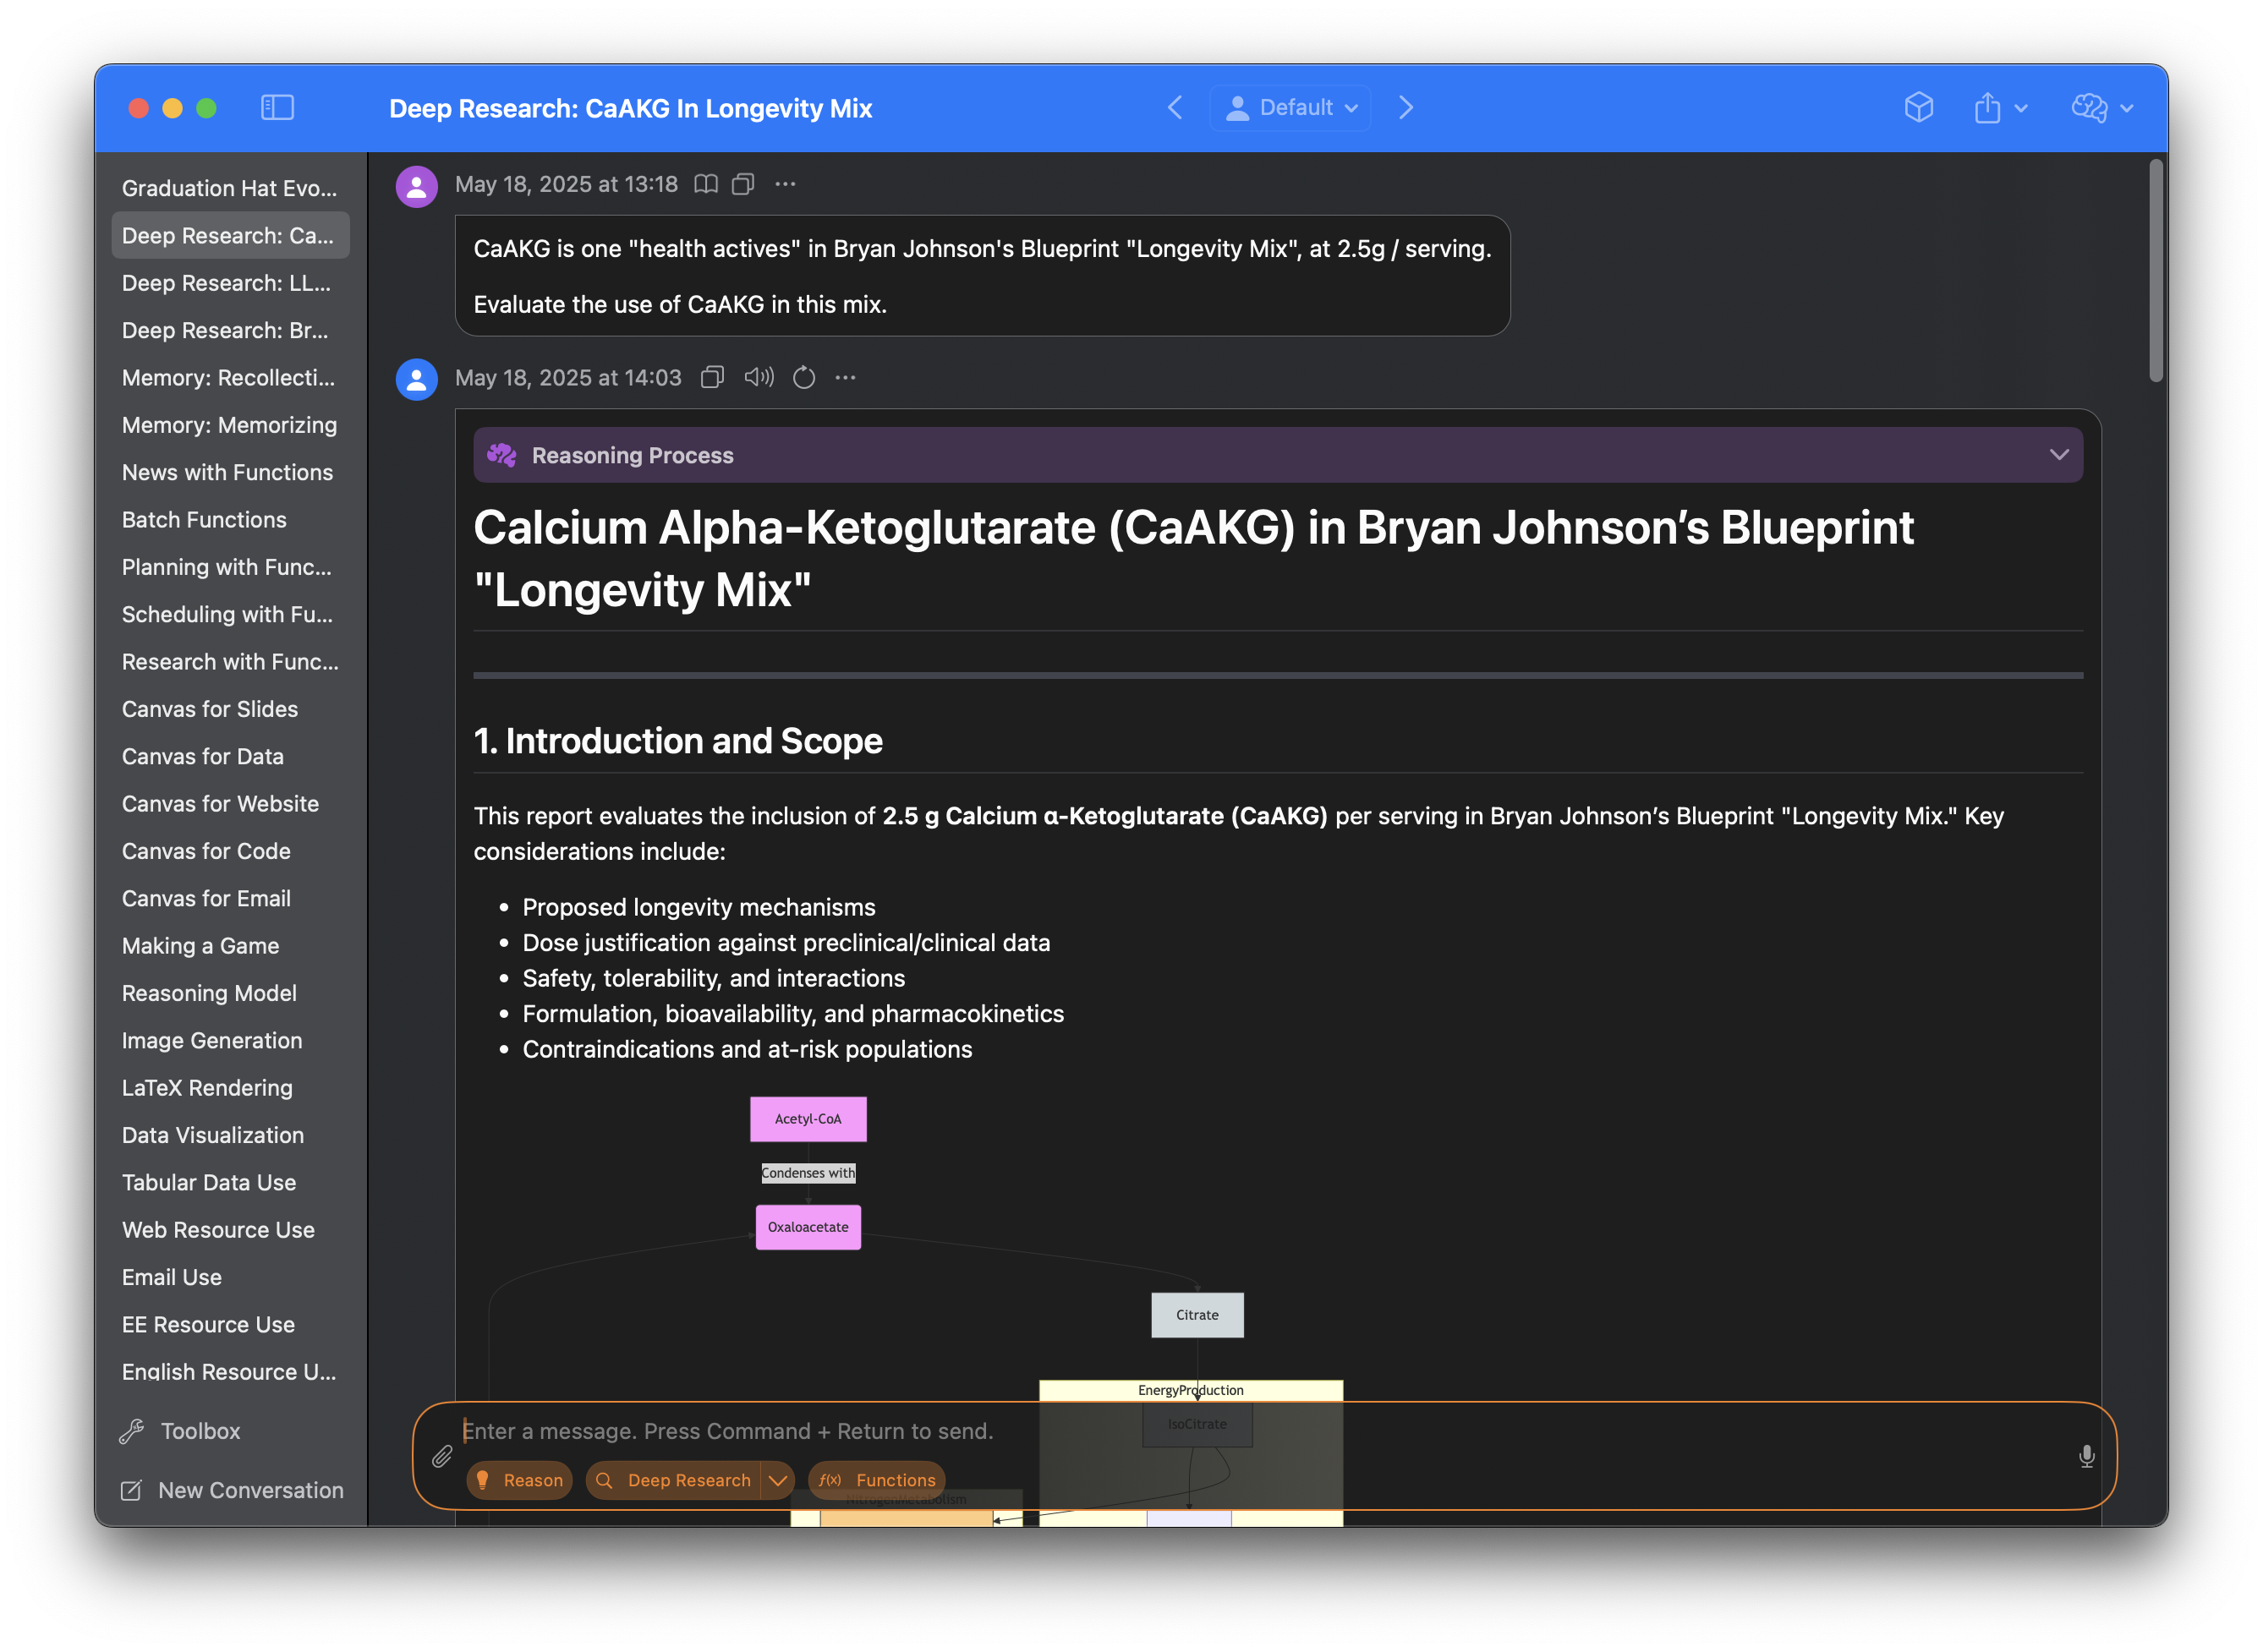 Deep Research: CaAKG In Longevity Mix
Default
Graduation Hat Evo...
Deep Research: Ca...
Deep Research: LL...
Deep Research: Br...
Memory: Recollecti...
Memory: Memorizing
News with Functions
Batch Functions
Planning with Func...
Scheduling with Fu...
Research with Func...
Canvas for Slides
Canvas for Data
Canvas for Website
Canvas for Code
Canvas for Email
Making a Game
Reasoning Model
Image Generation
LaTeX Rendering
Data Visualization
Tabular Data Use
Web Resource Use
Email Use
EE Resource Use
English Resource U...
Toolbox
New Conversation
May 18, 2025 at 13:18
CaAKG is one "health actives" in Bryan Johnson's Blueprint "Longevity Mix", at 2.5g / serving.
Evaluate the use of CaAKG in this mix.
May 18, 2025 at 14:03
Reasoning Process
Calcium Alpha-Ketoglutarate (CaAKG) in Bryan Johnson’s Blueprint
"Longevity Mix"
1. Introduction and Scope
This report evaluates the inclusion of 2.5 g Calcium α-Ketoglutarate (CaAKG) per serving in Bryan Johnson’s Blueprint "Longevity Mix." Key
considerations include:
• Proposed longevity mechanisms
• Dose justification against preclinical/clinical data
• Safety, tolerability, and interactions
• Formulation, bioavailability, and pharmacokinetics
• Contraindications and at-risk populations
Acetyl-CoA
Condenses with
Oxaloacetate
Citrate
EnergyProduction
IsoCitrate
Enter a message. Press Command + Return to send.
Reason
Deep Research
f(x) Functions
NitrogenMetabolism